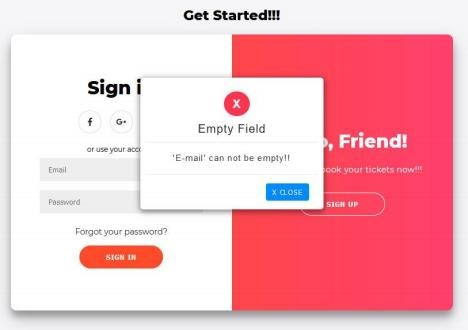 Get Started!!!
Sign i
f
G+
or use your acco
Email
Password
Forgot your password?
SIGN IN
X
Empty Field
'E-mail' can not be empty!!
X CLOSE
, Friend!
book your tickets now!!!
SIGN UP